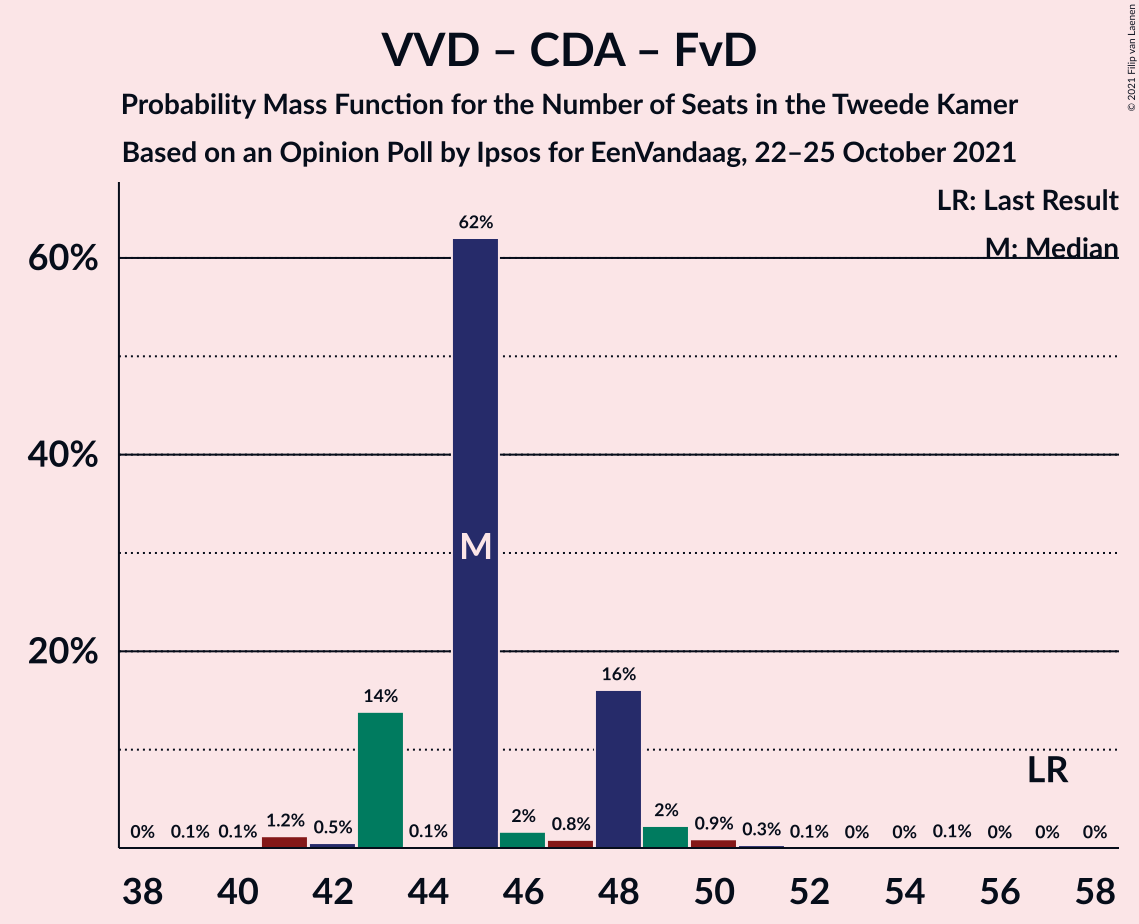 VVD – CDA – FvD
Probability Mass Function for the Number of Seats in the Tweede Kamer
Based on an Opinion Poll by Ipsos for EenVandaag, 22–25 October 2021
© 2021 Filip van Laenen
LR: Last Result
M: Median
60%
40%
20%
0% 0.1% 0.1% 1.2% 0.5% 14% 0.1% 62% 2% 0.8% 16% 2% 0.9% 0.3% 0.1% 0% 0% 0.1% 0% 0% 0%
M
LR
38 40 42 44 46 48 50 52 54 56 58